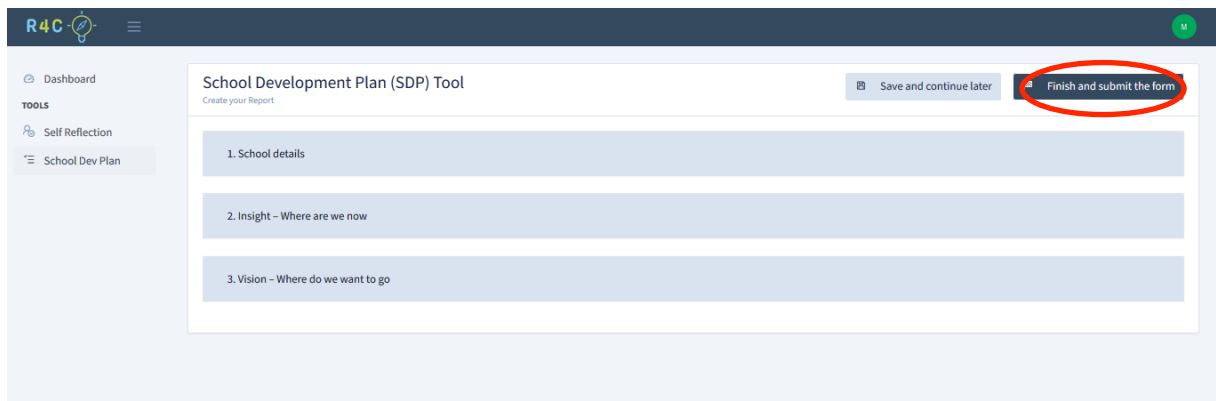 R4C
M
Dashboard
TOOLS
Self Reflection
School Dev Plan
School Development Plan (SDP) Tool
Create your Report
Save and continue later
Finish and submit the form
1. School details
2. Insight – Where are we now
3. Vision – Where do we want to go